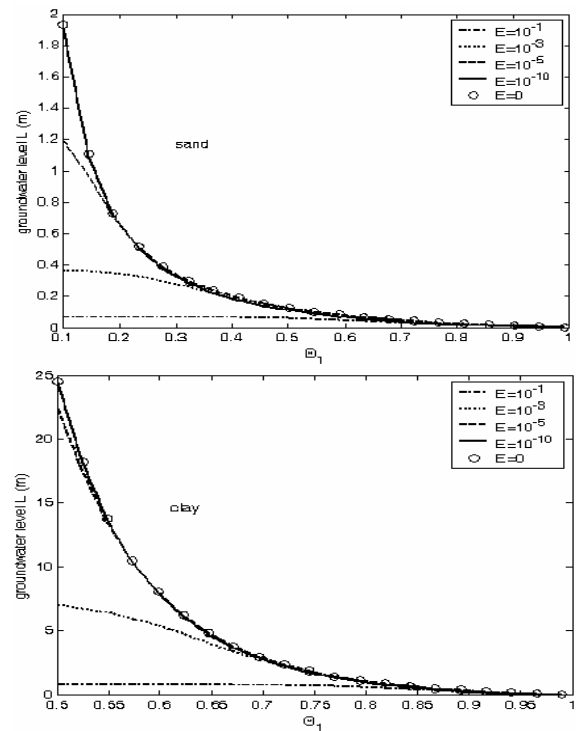 2
1.8
1.6
1.4
1.2
1
0.8
0.6
0.4
0.2
0
groundwater level L (m)
E=10⁻¹
E=10⁻³
E=10⁻⁵
E=10⁻¹⁰
E=0
sand
0.1 0.2 0.3 0.4 0.5 0.6 0.7 0.8 0.9 1
Θ₁
25
20
15
10
5
0
groundwater level L (m)
E=10⁻¹
E=10⁻³
E=10⁻⁵
E=10⁻¹⁰
E=0
clay
0.5 0.55 0.6 0.65 0.7 0.75 0.8 0.85 0.9 0.95 1
Θ₁